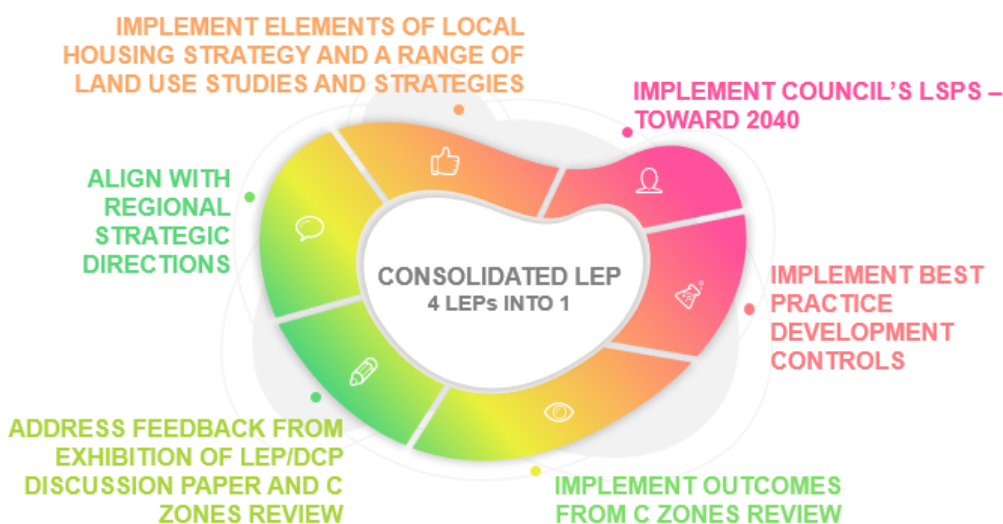 IMPLEMENT ELEMENTS OF LOCAL
HOUSING STRATEGY AND A RANGE OF
LAND USE STUDIES AND STRATEGIES
IMPLEMENT COUNCIL'S LSPS –
TOWARD 2040
ALIGN WITH
REGIONAL
STRATEGIC
DIRECTIONS
CONSOLIDATED LEP
4 LEPs INTO 1
IMPLEMENT BEST
PRACTICE
DEVELOPMENT
CONTROLS
ADDRESS FEEDBACK FROM
EXHIBITION OF LEP/DCP
DISCUSSION PAPER AND C
ZONES REVIEW
IMPLEMENT OUTCOMES
FROM C ZONES REVIEW